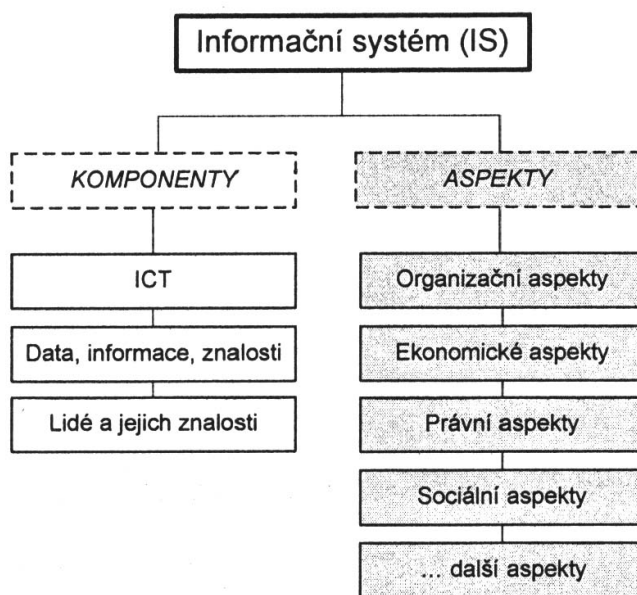 Informační systém (IS)
KOMPONENTY
ASPEKTY
ICT
Data, informace, znalosti
Lidé a jejich znalosti
Organizační aspekty
Ekonomické aspekty
Právní aspekty
Sociální aspekty
... další aspekty